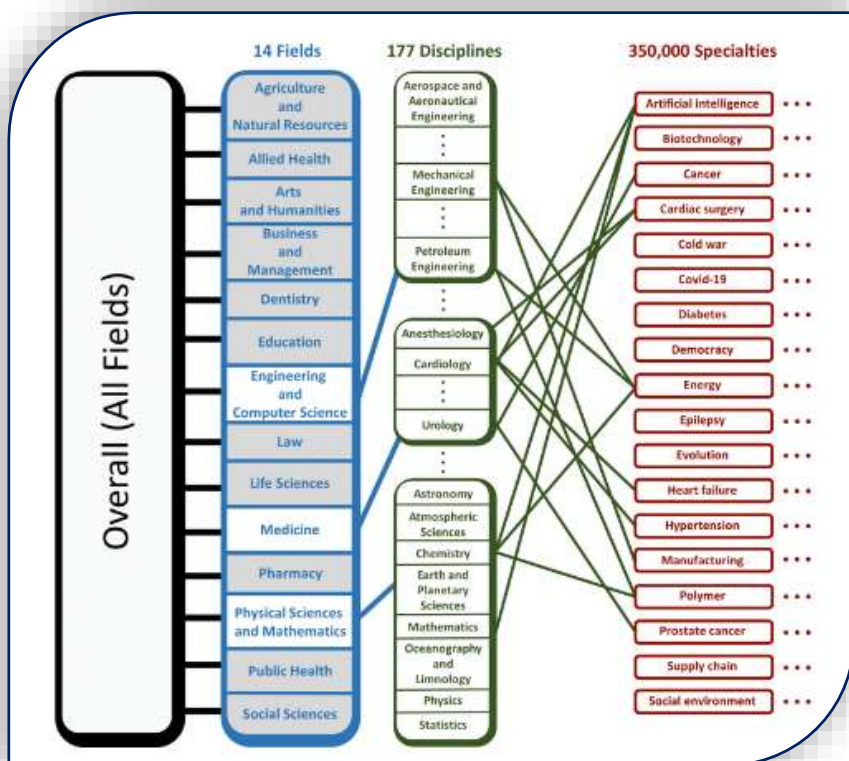 14 Fields
177 Disciplines
350,000 Specialties
Overall (All Fields)
Agriculture
and
Natural Resources
Allied Health
Arts
and Humanities
Business
and
Management
Dentistry
Education
Engineering
and
Computer Science
Law
Life Sciences
Medicine
Pharmacy
Physical Sciences
and Mathematics
Public Health
Social Sciences
Aerospace and
Aeronautical
Engineering
Mechanical
Engineering
Petroleum
Engineering
Anesthesiology
Cardiology
Urology
Astronomy
Atmospheric
Sciences
Chemistry
Earth and
Planetary
Sciences
Mathematics
Oceanography
and
Limnology
Physics
Statistics
Artificial intelligence
Biotechnology
Cancer
Cardiac surgery
Cold war
Covid-19
Diabetes
Democracy
Energy
Epilepsy
Evolution
Heart failure
Hypertension
Manufacturing
Polymer
Prostate cancer
Supply chain
Social environment